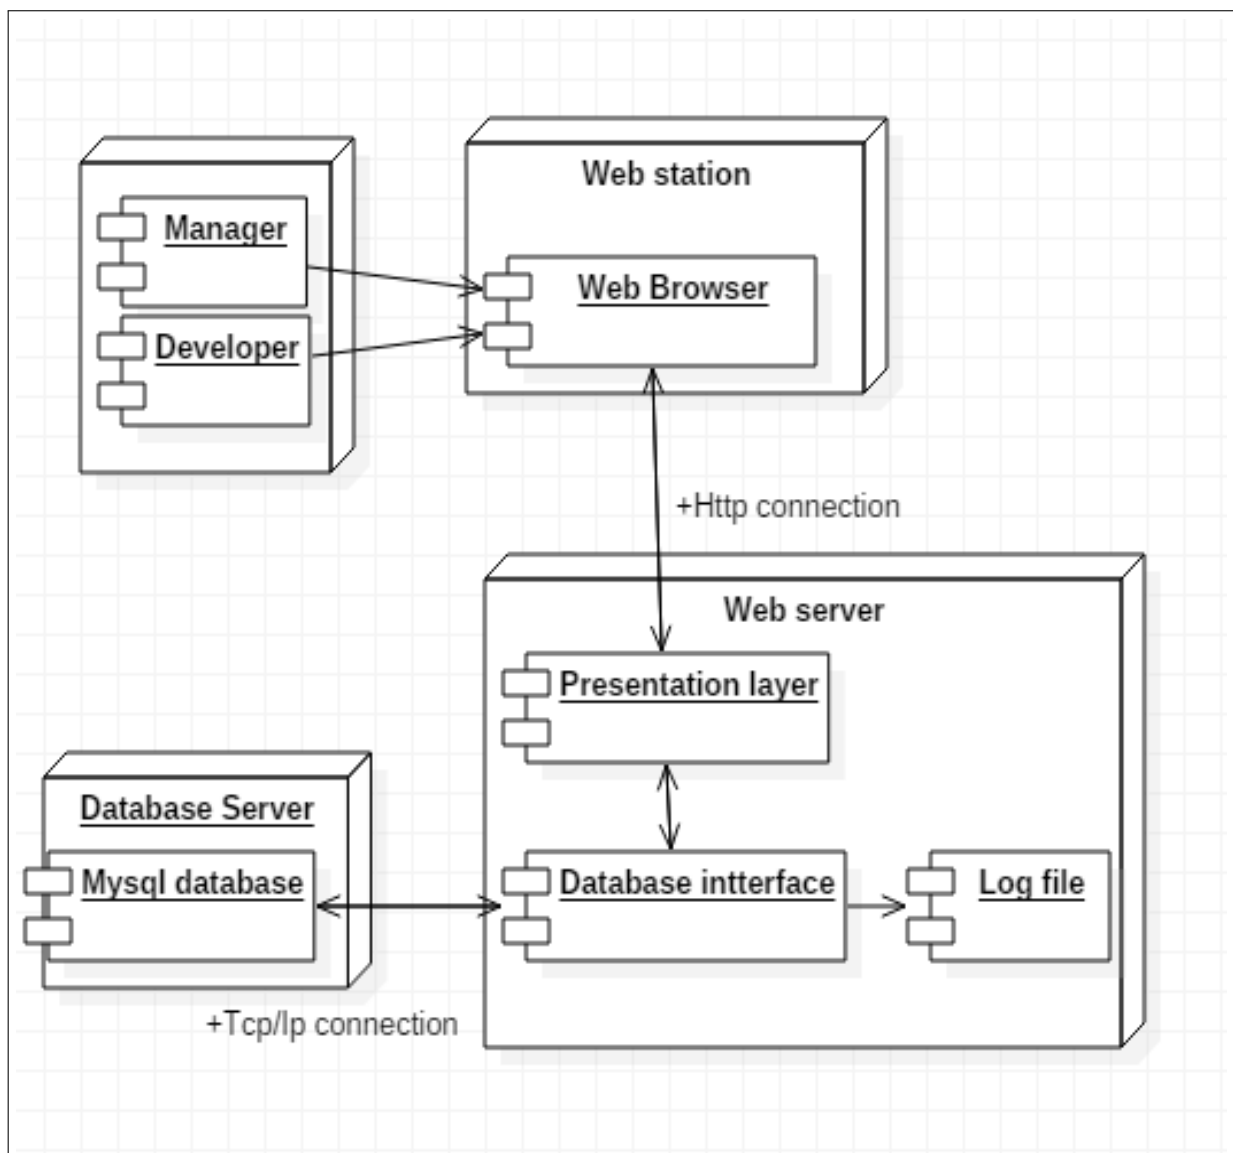 Web station
Manager
Web Browser
Developer
+Http connection
Web server
Presentation layer
Database Server
Mysql database
Database intterface
Log file
+Tcp/Ip connection